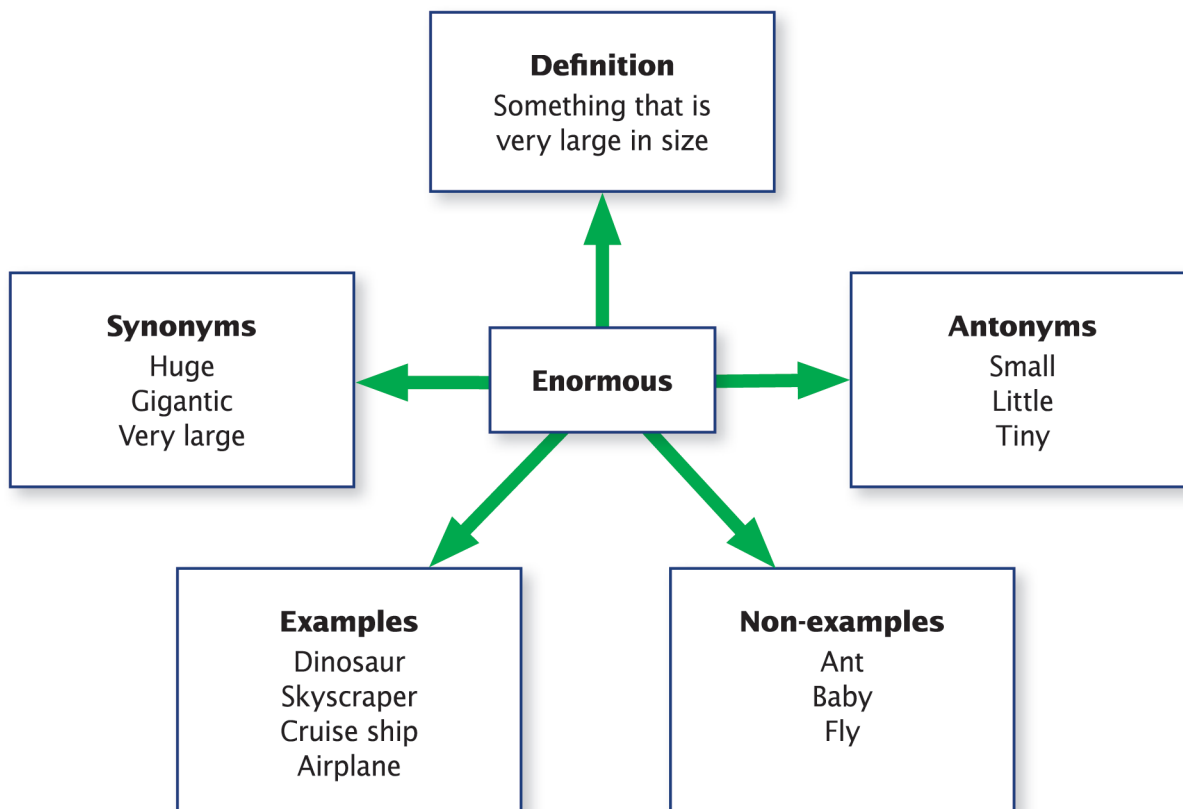 Definition
Something that is
very large in size
Synonyms
Huge
Gigantic
Very large
Enormous
Antonyms
Small
Little
Tiny
Examples
Dinosaur
Skyscraper
Cruise ship
Airplane
Non-examples
Ant
Baby
Fly